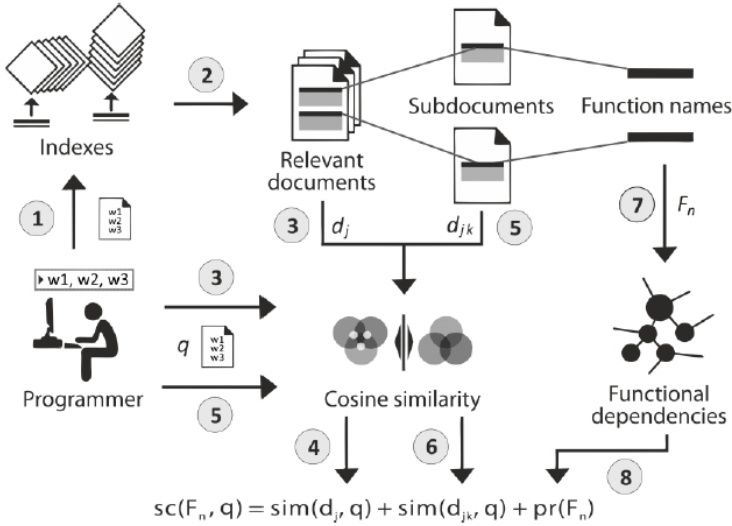 2
Subdocuments
Function names
Indexes
Relevant
documents
1
w1
w2
w3
3
d_j
d_jk
5
7
F_n
w1, w2, w3
3
q
w1
w2
w3
Programmer
5
Cosine similarity
Functional
dependencies
4
6
8
sc(F_n, q) = sim(d_j, q) + sim(d_jk, q) + pr(F_n)